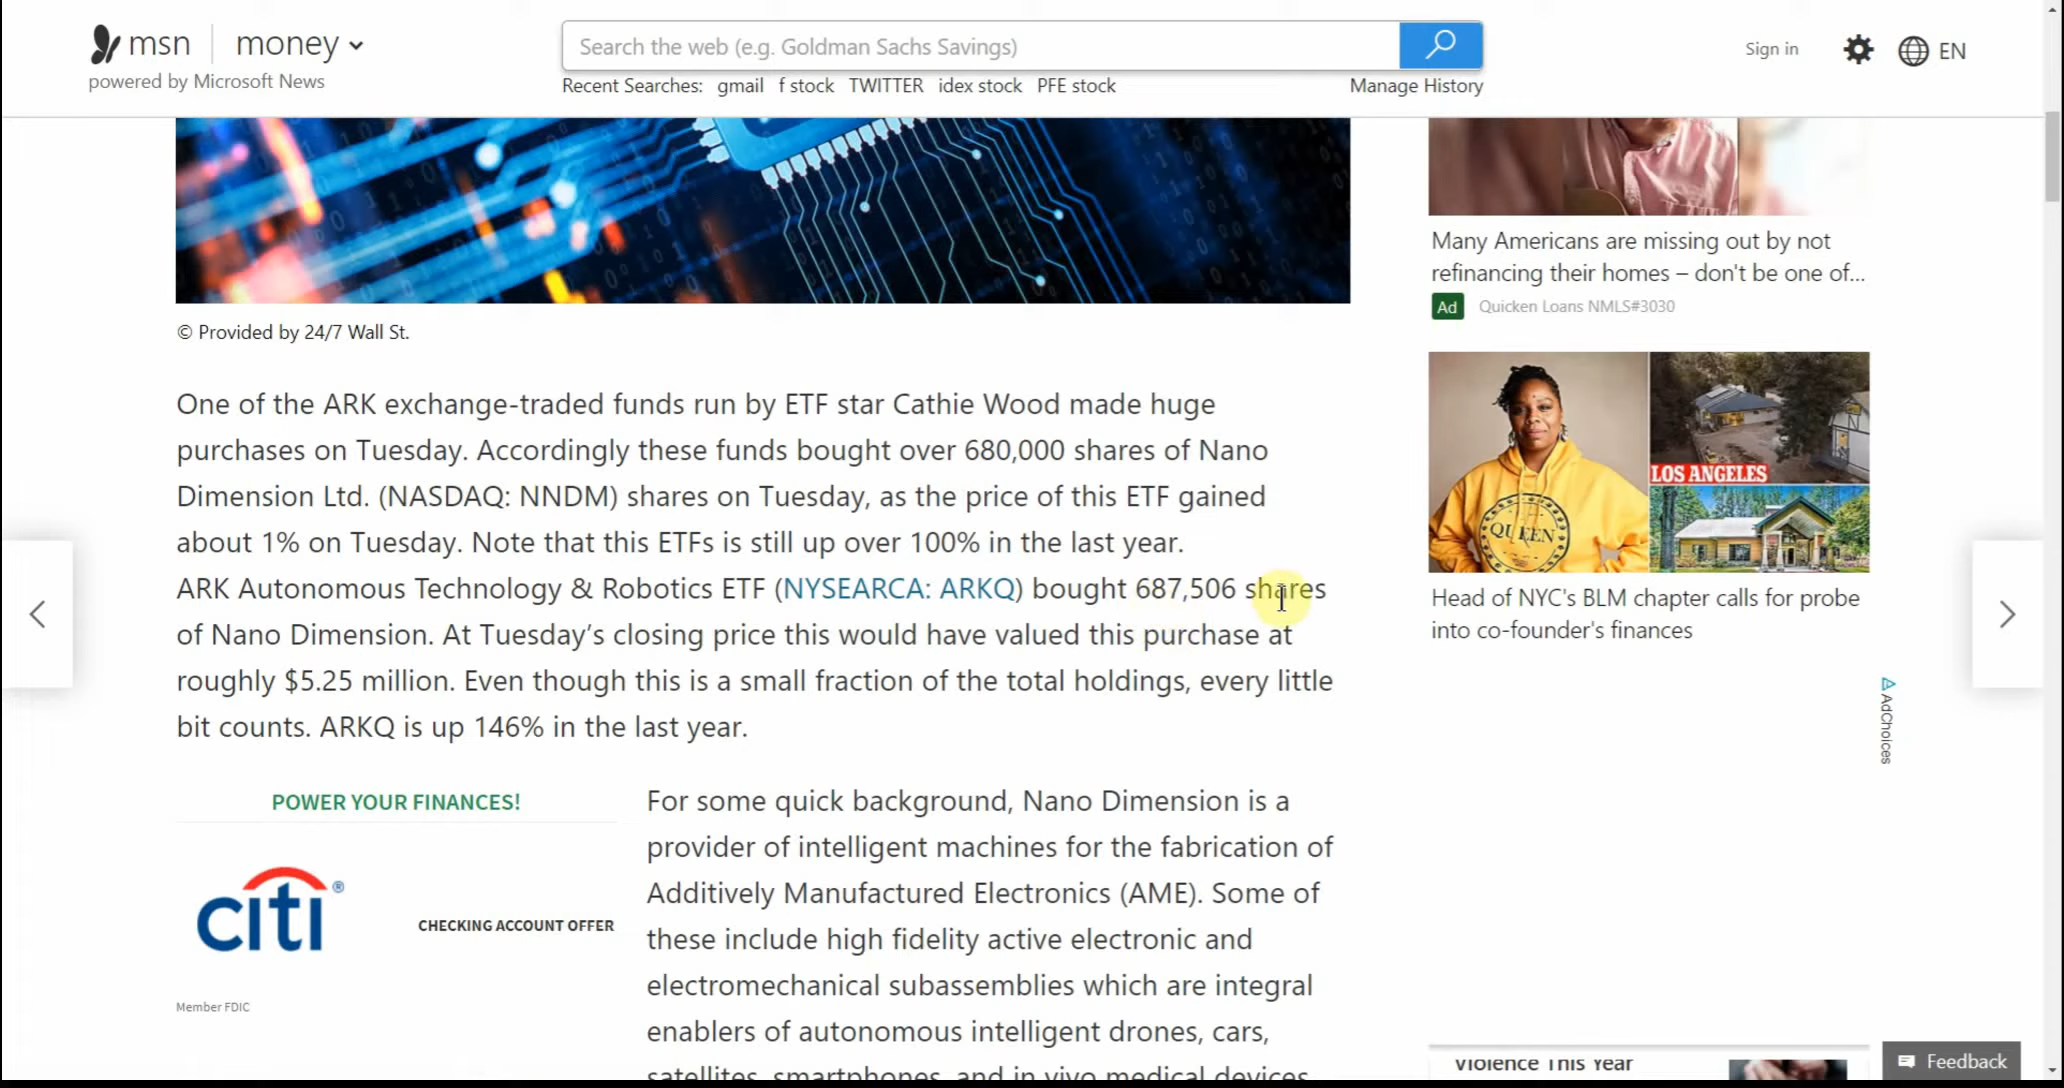 msn money
powered by Microsoft News
Search the web (e.g. Goldman Sachs Savings)
Recent Searches: gmail f stock TWITTER idex stock PFE stock
Manage History
Sign in
EN
© Provided by 24/7 Wall St.
One of the ARK exchange-traded funds run by ETF star Cathie Wood made huge
purchases on Tuesday. Accordingly these funds bought over 680,000 shares of Nano
Dimension Ltd. (NASDAQ: NNDM) shares on Tuesday, as the price of this ETF gained
about 1% on Tuesday. Note that this ETFs is still up over 100% in the last year.
ARK Autonomous Technology & Robotics ETF (NYSEARCA: ARKQ) bought 687,506 shares
of Nano Dimension. At Tuesday’s closing price this would have valued this purchase at
roughly $5.25 million. Even though this is a small fraction of the total holdings, every little
bit counts. ARKQ is up 146% in the last year.
POWER YOUR FINANCES!
citi®
CHECKING ACCOUNT OFFER
Member FDIC
For some quick background, Nano Dimension is a
provider of intelligent machines for the fabrication of
Additively Manufactured Electronics (AME). Some of
these include high fidelity active electronic and
electromechanical subassemblies which are integral
enablers of autonomous intelligent drones, cars,
satellites, smartphones, and in vivo medical devices
Many Americans are missing out by not
refinancing their homes – don't be one of...
Ad Quicken Loans NMLS#3030
QUEEN
LOS ANGELES
Head of NYC's BLM chapter calls for probe
into co-founder's finances
AdChoices
Violence This Year
Feedback